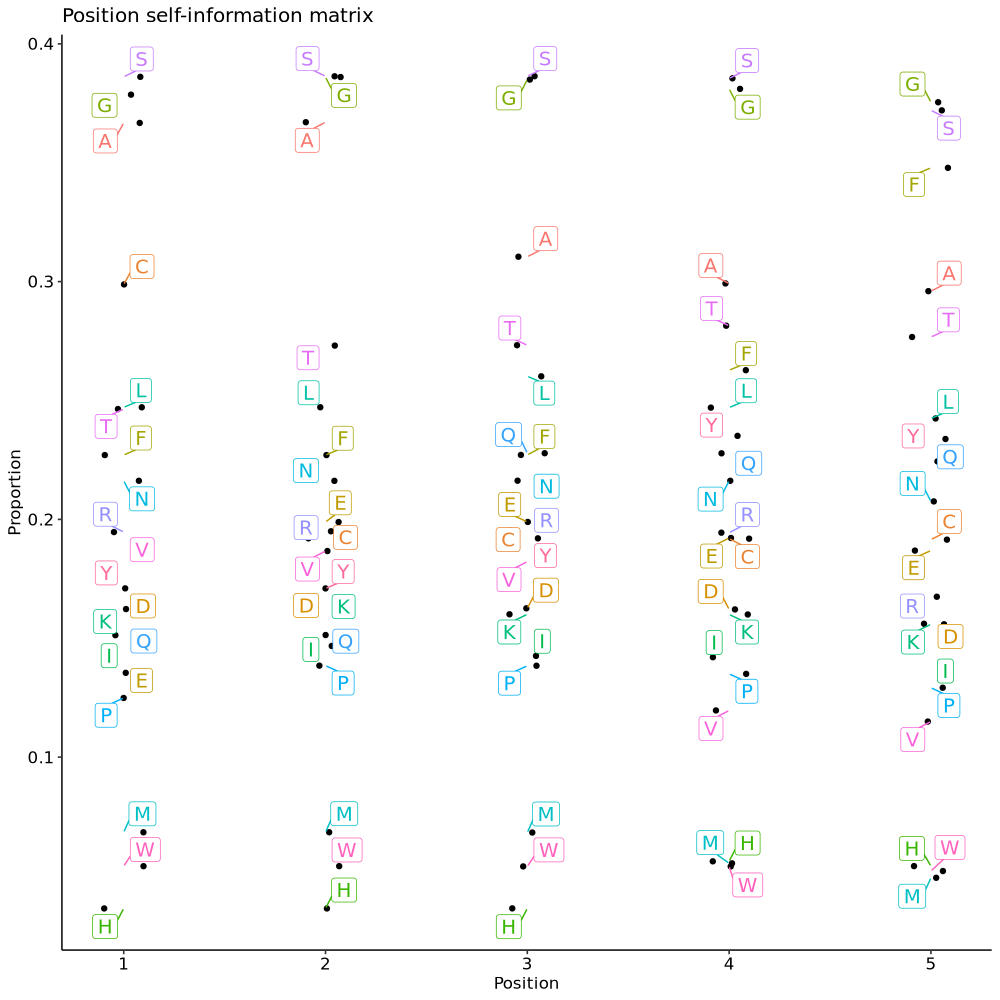 Position self-information matrix
0.4
S S S S G
G G G G S
A A F
C A A A
T T T
T L F
L T L L L
T F Q F Y Y Q
F N E N Q N
N R E N R C
R V R C C R E C E
Y V Y V Y D R
K D D K K D K K D
I Q I Q I I I
E P P P P
P V V
M M M M H H W
W W W W M
H H H
0.3
0.2
0.1
Proportion
1 2 3 4 5
Position